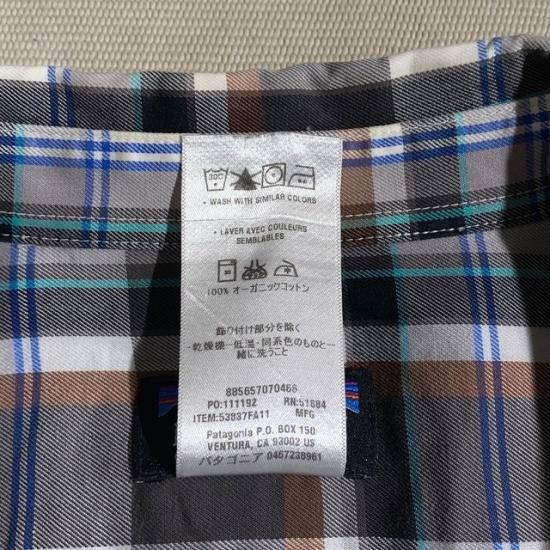 30C
• WASH WITH SIMILAR COLORS
• LAVER AVEC COULEURS
SEMBLABLES
100% オーガニックコットン
飾り付け部分を除く
・乾燥機－低温・同系色のものと一
緒に洗うこと
885657070466
PO:111192 RN:51884
ITEM:53837FA11 MFG
Patagonia P.O. BOX 150
VENTURA, CA 93002 US
パタゴニア 0467238961